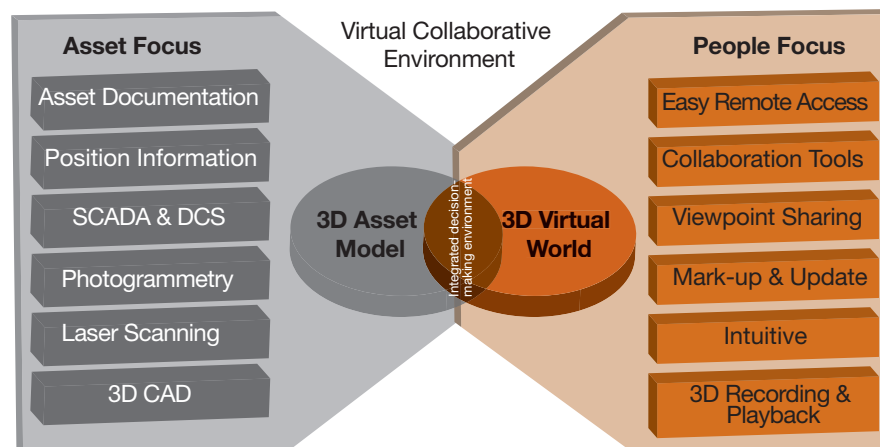 Virtual Collaborative
Environment
Asset Focus
Asset Documentation
Position Information
SCADA & DCS
Photogrammetry
Laser Scanning
3D CAD
3D Asset
Model
Integrated decision-
making environment
3D Virtual
World
People Focus
Easy Remote Access
Collaboration Tools
Viewpoint Sharing
Mark-up & Update
Intuitive
3D Recording &
Playback